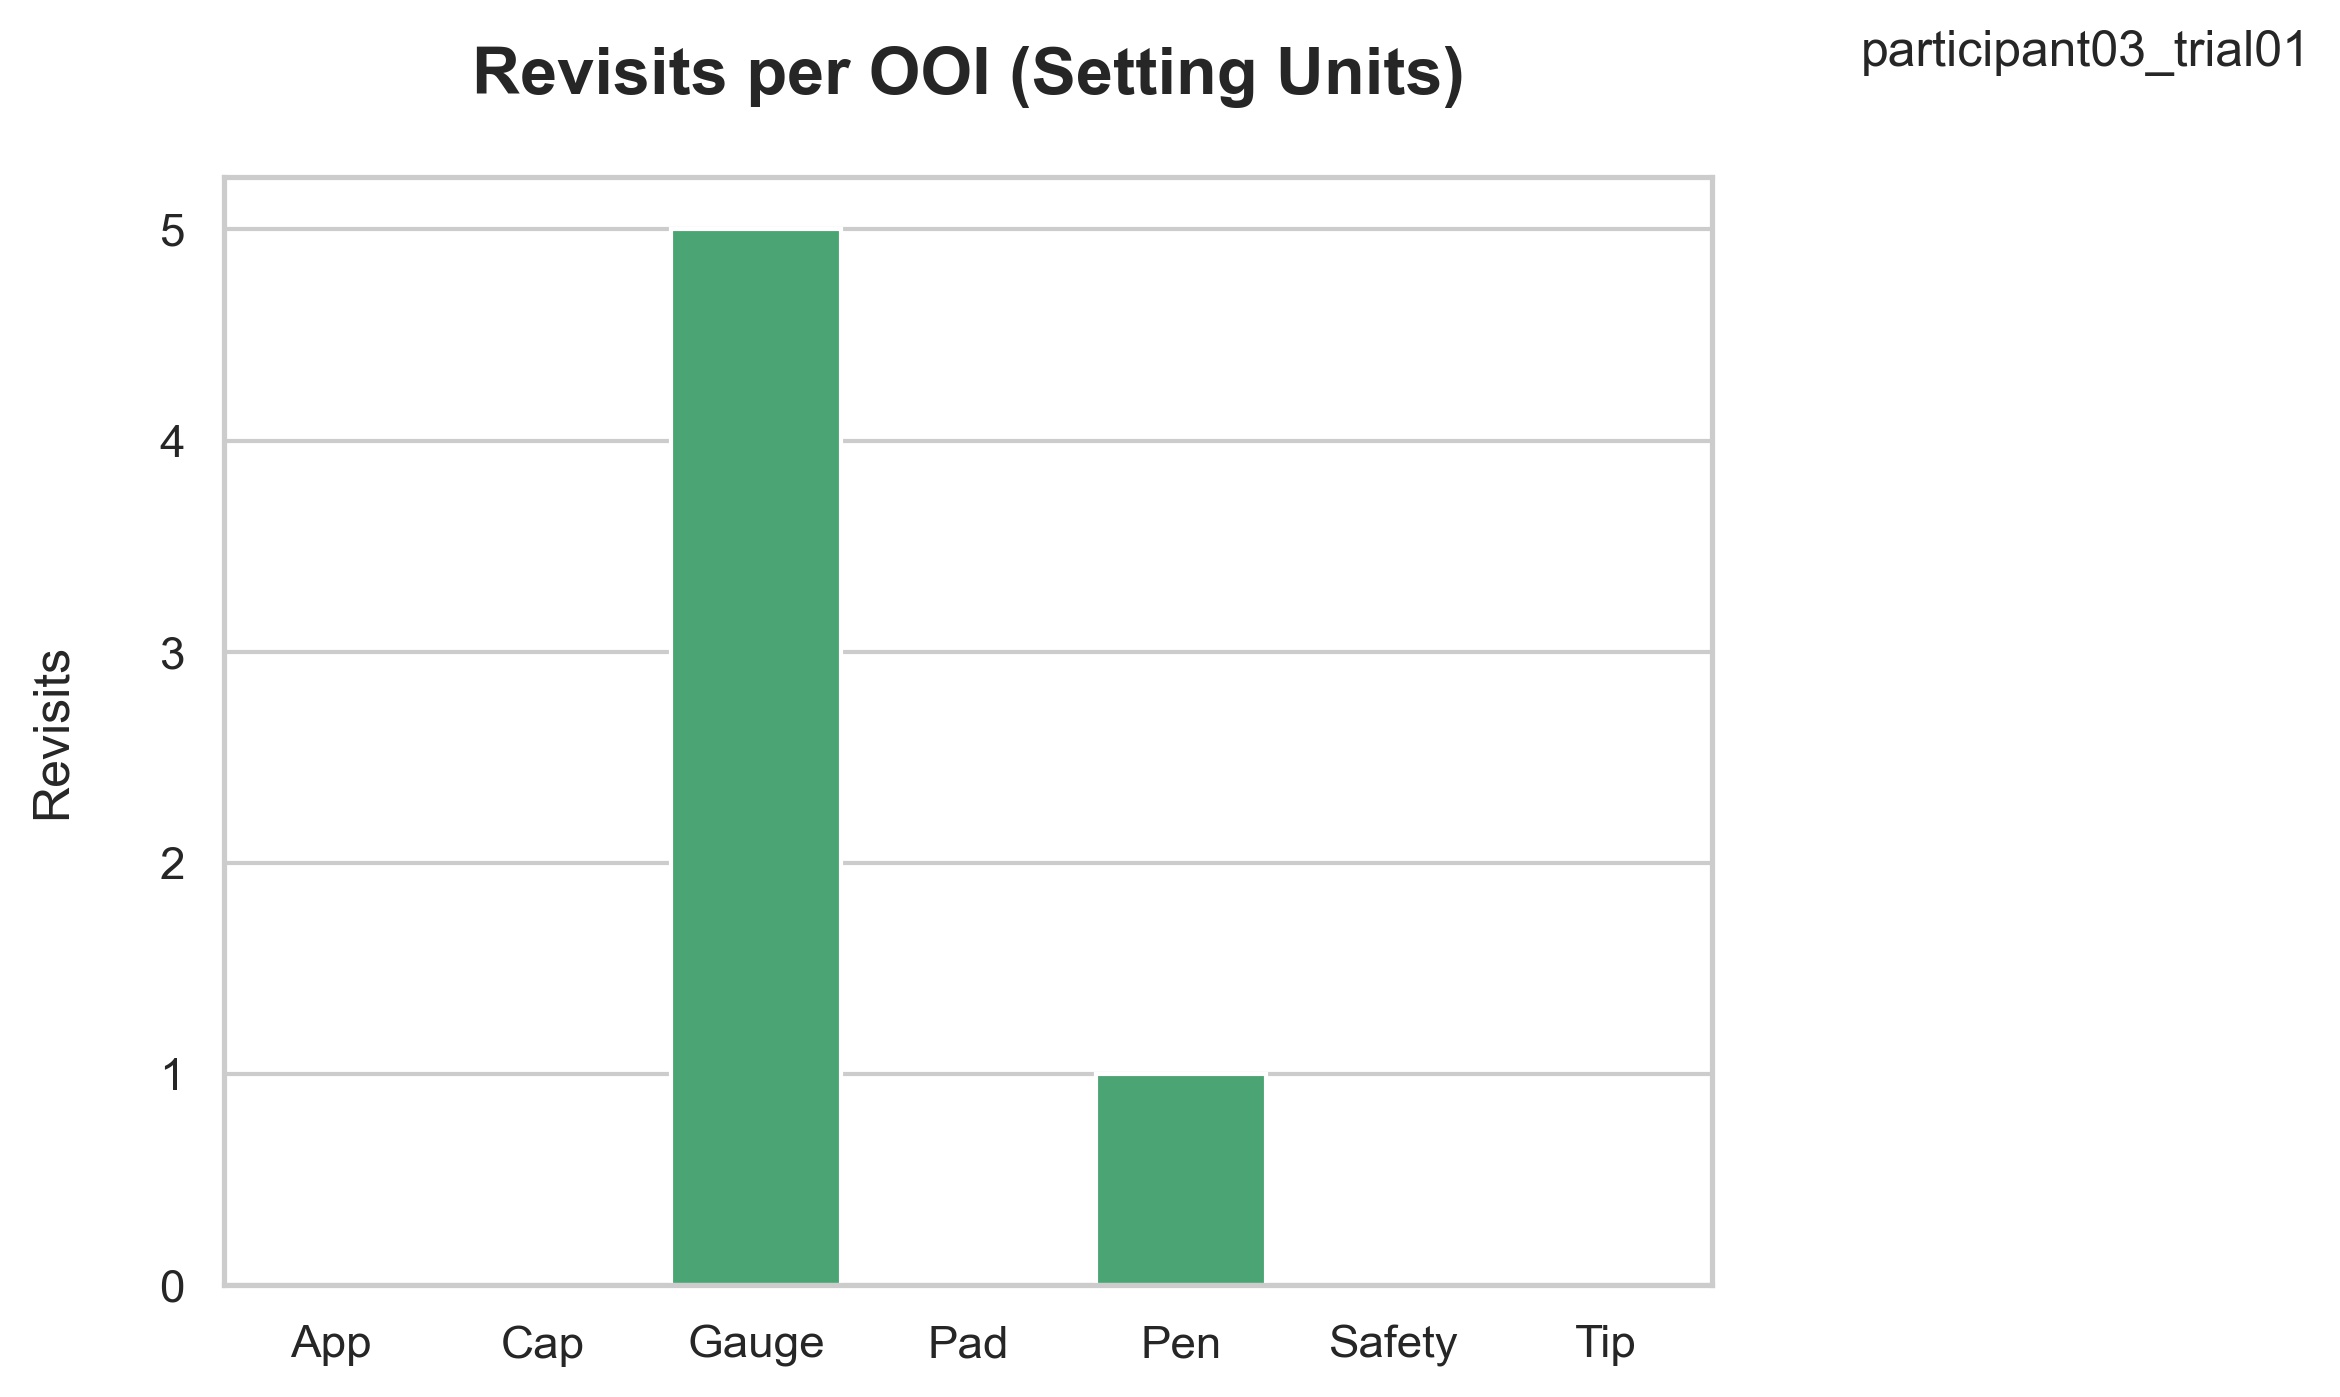 Revisits per OOI (Setting Units)
participant03_trial01
Revisits
5
4
3
2
1
0
App Cap Gauge Pad Pen Safety Tip